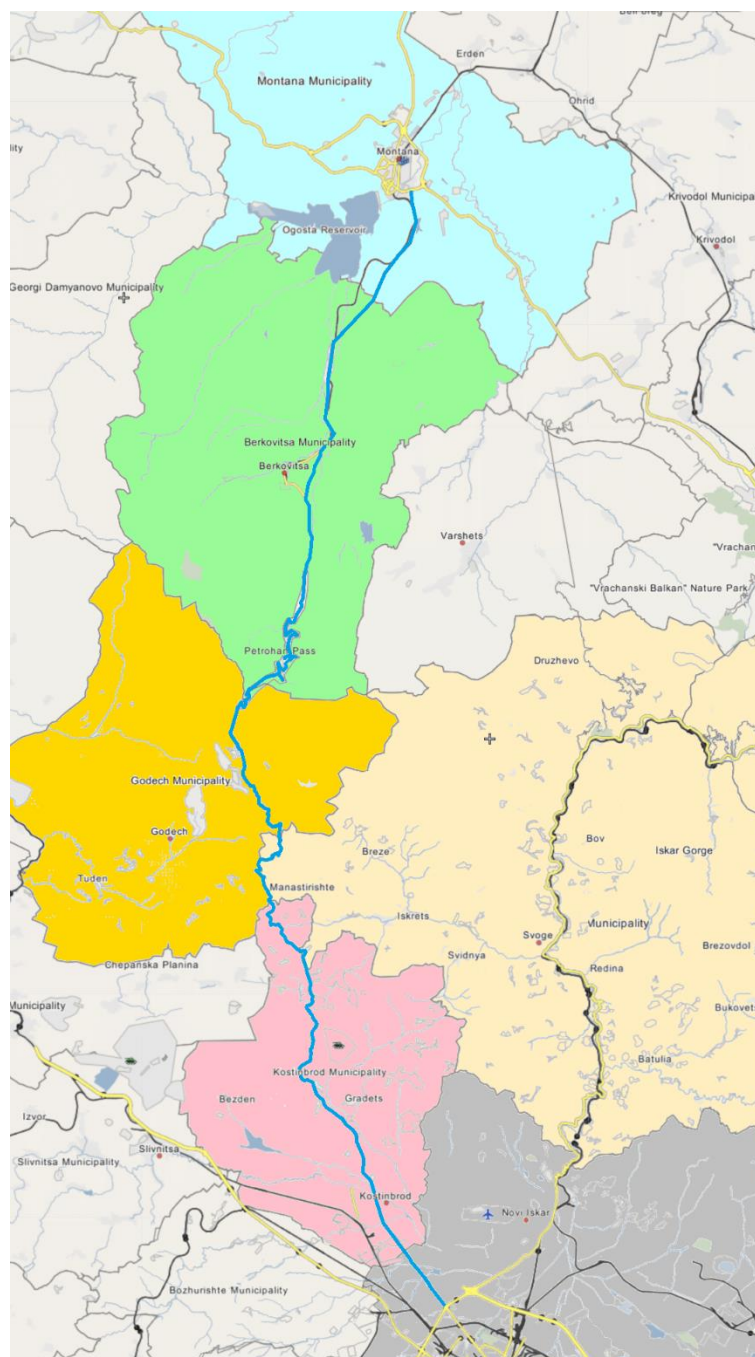 Erden
Montana Municipality
Ohrid
Montana
Krivodol Municipa
Ogosta Reservoir
Krivodol
Georgi Damyanovo Municipality
Berkovitsa Municipality
Berkovitsa
Varshets
"Vrachan
"Vrachanski Balkan" Nature Park
Petrohan Pass
Druzhevo
Godech Municipality
Godech
Bov
Breze
Iskar Gorge
Tuden
Manastirishte
Iskrets
Municipality
Svoge
Brezovdol
Svidnya
Chepanska Planina
Redina
Municipality
Bukovets
Batulia
Kostinbrod Municipality
Bezden
Gradets
Izvor
Slivnitsa
Slivnitsa Municipality
Kostinbrod
Novi Iskar
Bozhurishte Municipality